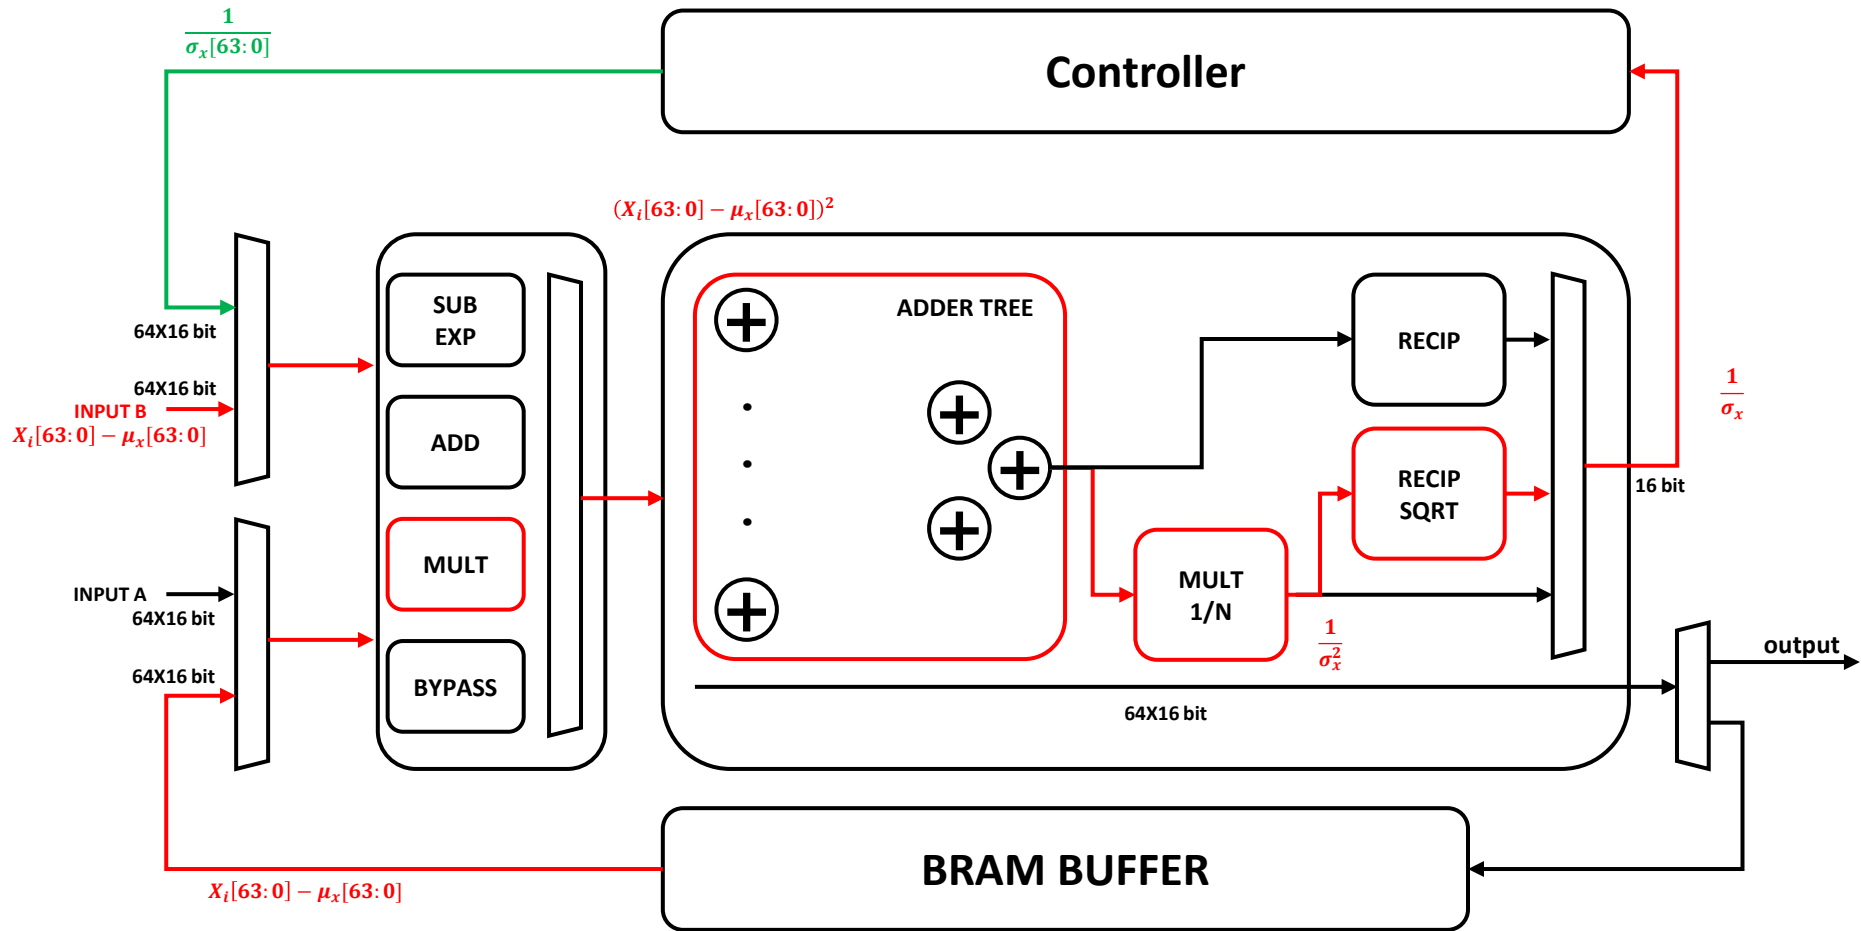 1
σₓ[63:0]
Controller
(Xᵢ[63:0] − μₓ[63:0])²
SUB
EXP
ADDER TREE
RECIP
64X16 bit
64X16 bit
INPUT B
Xᵢ[63:0] − μₓ[63:0]
1
σₓ
ADD
RECIP
SQRT
16 bit
MULT
MULT
1/N
INPUT A
64X16 bit
1
σₓ²
64X16 bit
BYPASS
output
64X16 bit
BRAM BUFFER
Xᵢ[63:0] − μₓ[63:0]